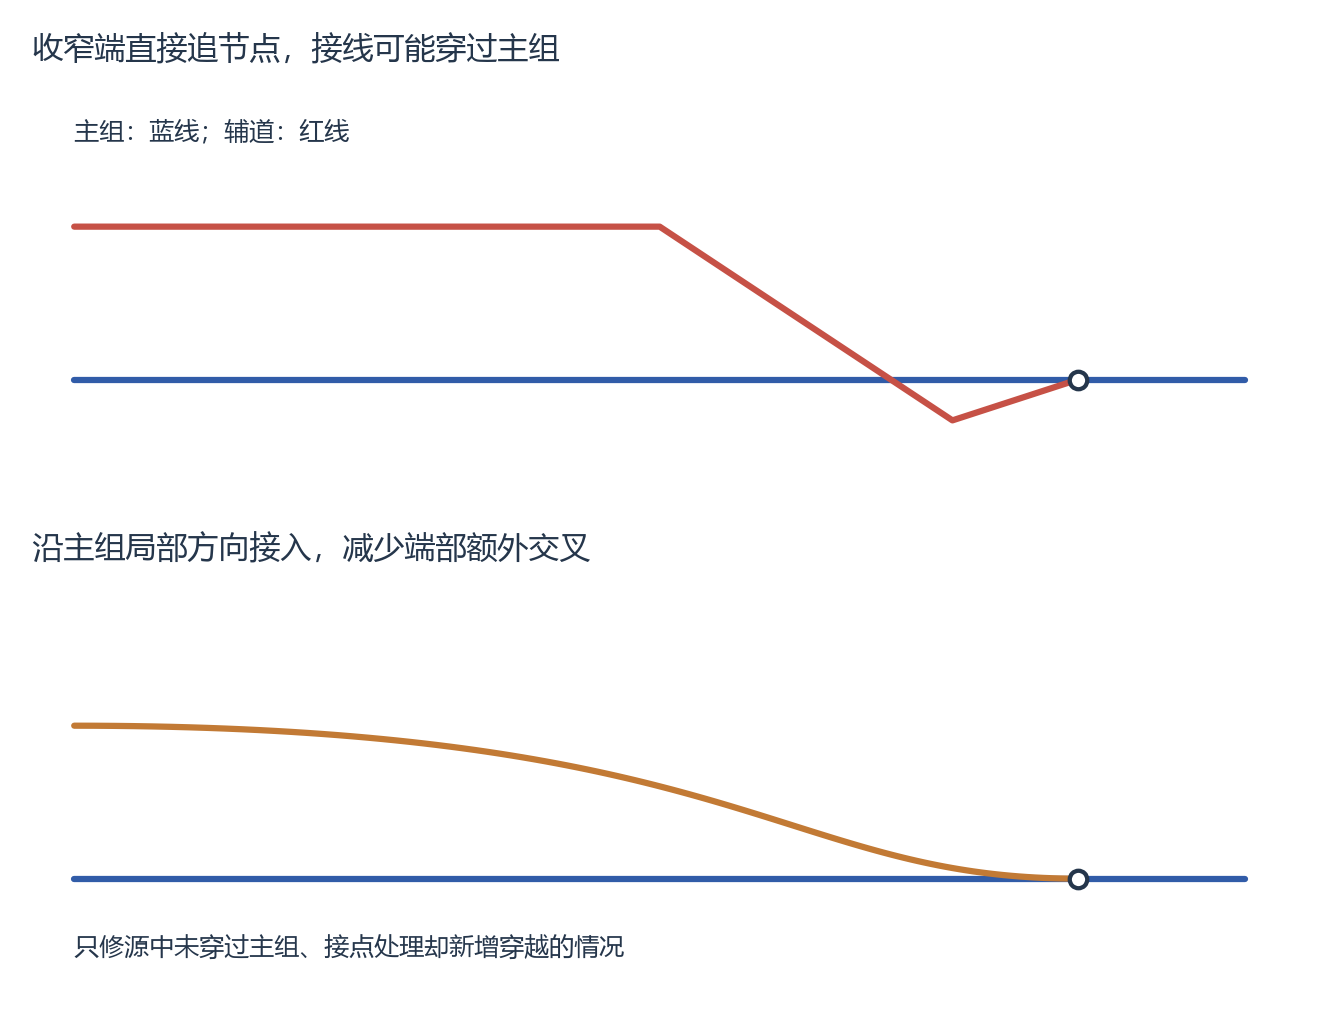 收窄端直接追节点，接线可能穿过主组
主组：蓝线；辅道：红线
沿主组局部方向接入，减少端部额外交叉
只修源中未穿过主组、接点处理却新增穿越的情况